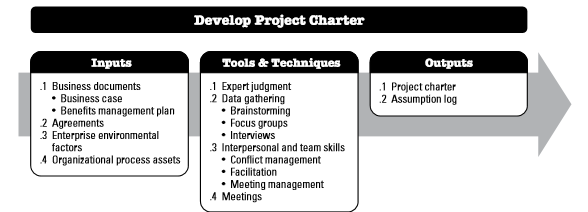 Develop Project Charter
Inputs
.1 Business documents
• Business case
• Benefits management plan
.2 Agreements
.3 Enterprise environmental
factors
.4 Organizational process assets
Tools & Techniques
.1 Expert judgment
.2 Data gathering
• Brainstorming
• Focus groups
• Interviews
.3 Interpersonal and team skills
• Conflict management
• Facilitation
• Meeting management
.4 Meetings
Outputs
.1 Project charter
.2 Assumption log